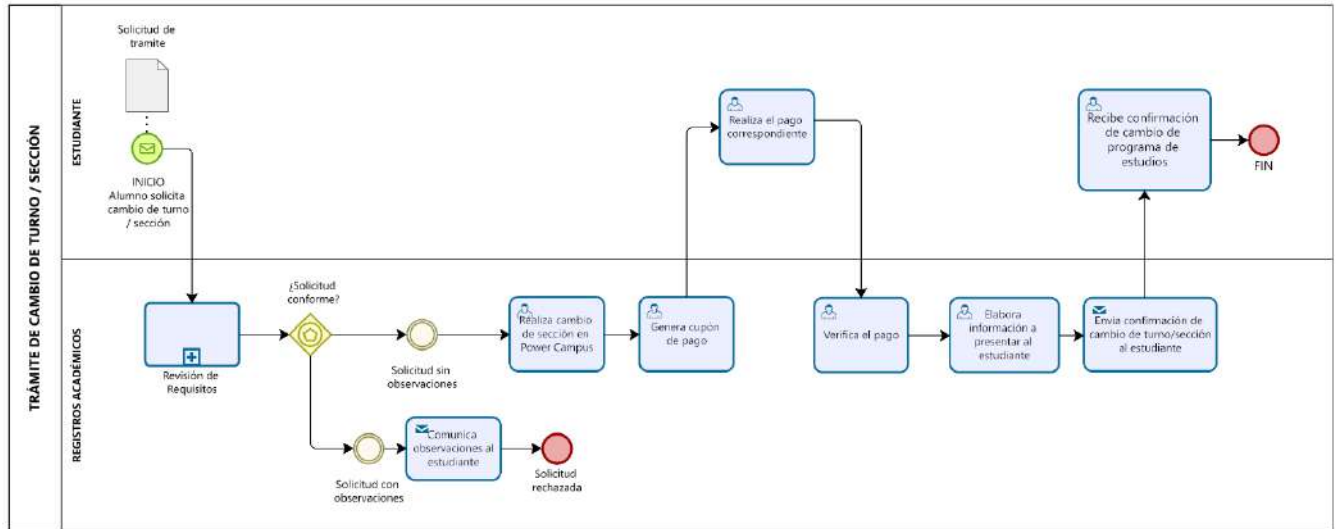 TRÁMITE DE CAMBIO DE TURNO / SECCIÓN
ESTUDIANTE
Solicitud de
tramite
INICIO
Alumno solicita
cambio de turno
/ sección
Realiza el pago
correspondiente
Recibe confirmación
de cambio de
programa de
estudios
FIN
REGISTROS ACADÉMICOS
Revisión de
Requisitos
¿Solicitud
conforme?
Solicitud sin
observaciones
Realiza cambio
de sección en
Power Campus
Genera cupón
de pago
Verifica el pago
Elabora
información a
presentar al
estudiante
Envia confirmación de
cambio de turno/sección
al estudiante
Solicitud con
observaciones
Comunica
observaciones al
estudiante
Solicitud
rechazada